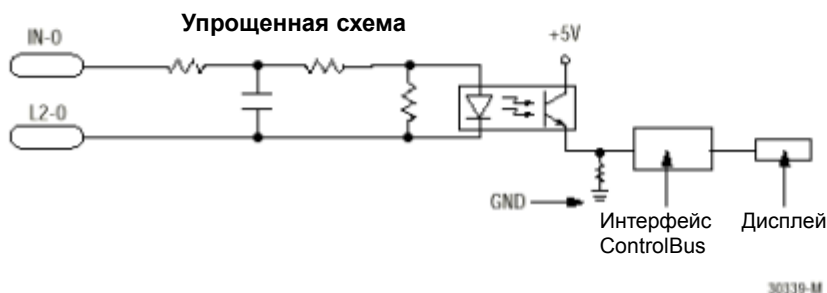 Упрощенная схема
IN-0
+5V
L2-0
GND
Интерфейс
ControlBus
Дисплей
30339-M